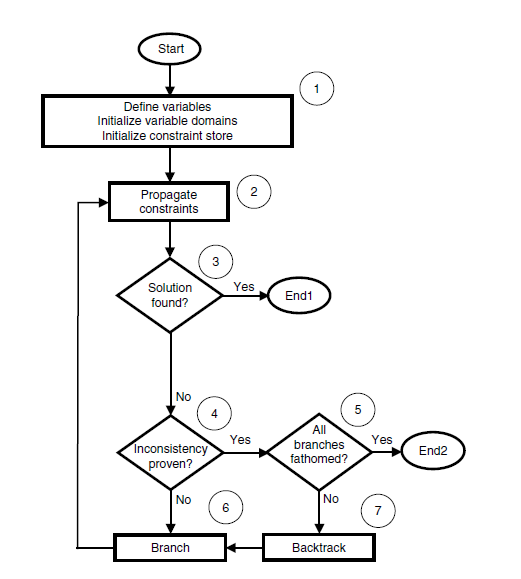 Start
1
Define variables
Initialize variable domains
Initialize constraint store
2
Propagate
constraints
3
Solution
found?
Yes
End1
No
4
Inconsistency
proven?
Yes
5
All
branches
fathomed?
Yes
End2
No
No
6
7
Branch
Backtrack